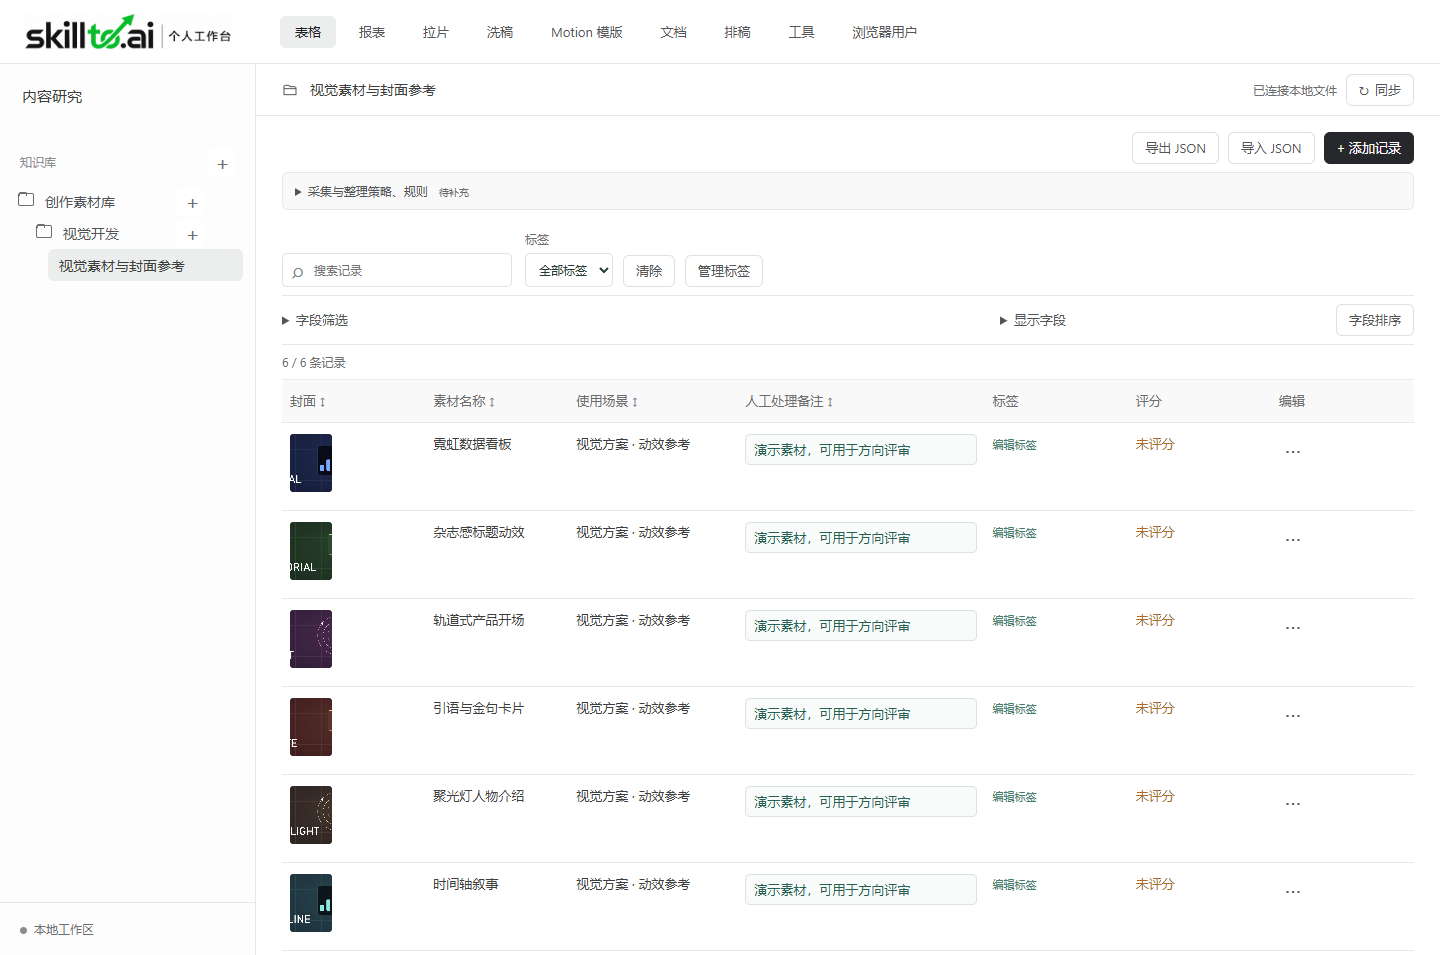 skillto.ai 个人工作台
表格 报表 拉片 洗稿 Motion 模版 文档 排稿 工具 浏览器用户
内容研究
知识库 +
创作素材库 +
视觉开发 +
视觉素材与封面参考
本地工作区
视觉素材与封面参考
已连接本地文件 ↻ 同步
导出 JSON 导入 JSON + 添加记录
▶ 采集与整理策略、规则 待补充
标签
搜索记录 全部标签 清除 管理标签
▶ 字段筛选 ▶ 显示字段 字段排序
6 / 6 条记录
封面 ↕ 素材名称 ↕ 使用场景 ↕ 人工处理备注 ↕ 标签 评分 编辑
AL 霓虹数据看板 视觉方案 · 动效参考 演示素材，可用于方向评审 编辑标签 未评分 ...
ORIAL 杂志感标题动效 视觉方案 · 动效参考 演示素材，可用于方向评审 编辑标签 未评分 ...
T 轨道式产品开场 视觉方案 · 动效参考 演示素材，可用于方向评审 编辑标签 未评分 ...
TE 引语与金句卡片 视觉方案 · 动效参考 演示素材，可用于方向评审 编辑标签 未评分 ...
LIGHT 聚光灯人物介绍 视觉方案 · 动效参考 演示素材，可用于方向评审 编辑标签 未评分 ...
LINE 时间轴叙事 视觉方案 · 动效参考 演示素材，可用于方向评审 编辑标签 未评分 ...